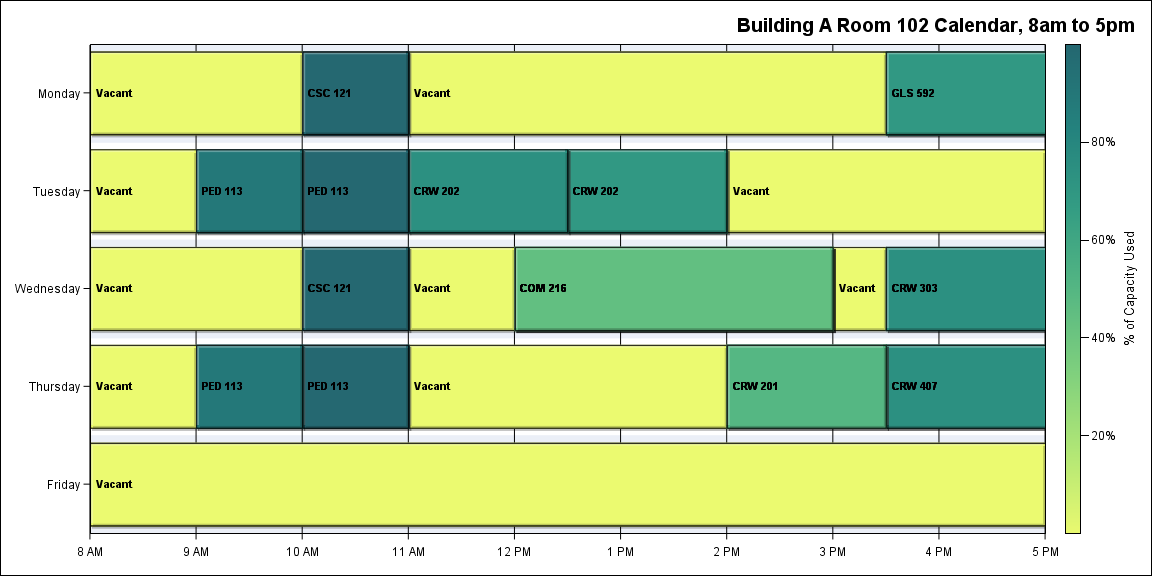 Building A Room 102 Calendar, 8am to 5pm
Monday
Vacant
CSC 121
Vacant
GLS 592
Tuesday
Vacant
PED 113
PED 113
CRW 202
CRW 202
Vacant
Wednesday
Vacant
CSC 121
Vacant
COM 216
Vacant
CRW 303
Thursday
Vacant
PED 113
PED 113
Vacant
CRW 201
CRW 407
Friday
Vacant
8 AM
9 AM
10 AM
11 AM
12 PM
1 PM
2 PM
3 PM
4 PM
5 PM
80%
60%
40%
20%
% of Capacity Used